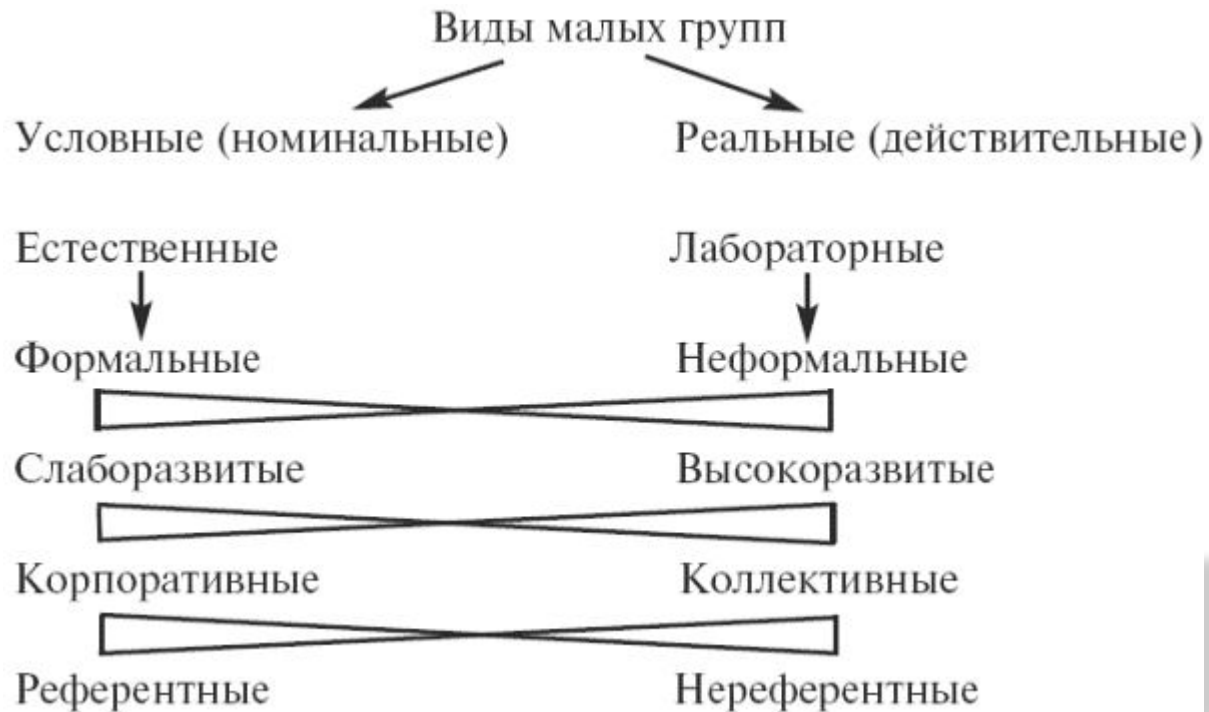 Виды малых групп
Условные (номинальные) Реальные (действительные)
Естественные Лабораторные
Формальные Неформальные
Слаборазвитые Высокоразвитые
Корпоративные Коллективные
Референтные Нереферентные